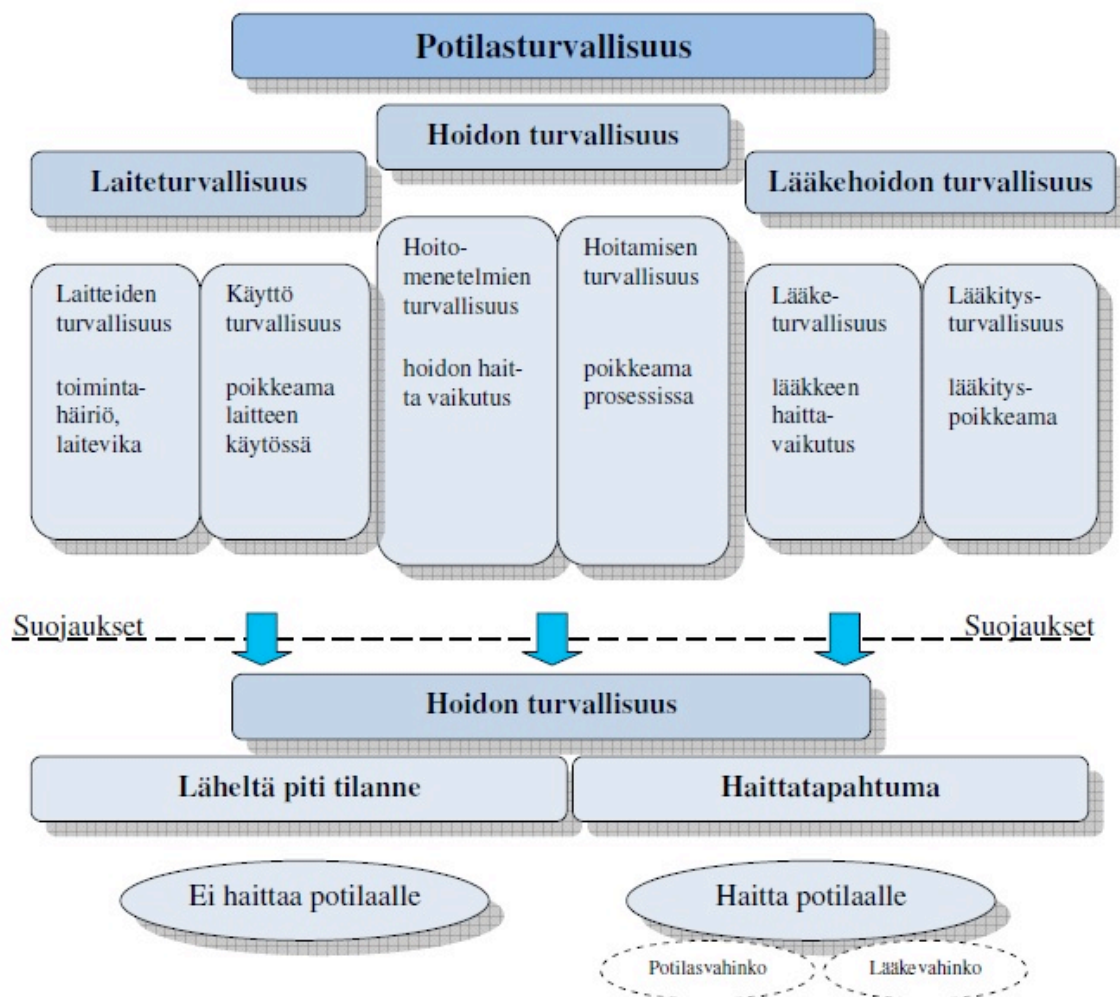 Potilasturvallisuus
Hoidon turvallisuus
Laiteturvallisuus
Lääkehoidon turvallisuus
Laitteiden
turvallisuus
toiminta-
häiriö,
laitevika
Käyttö
turvallisuus
poikkeama
laitteen
käytössä
Hoito-
menetelmien
turvallisuus
hoidon hait-
ta vaikutus
Hoitamisen
turvallisuus
poikkeama
prosessissa
Lääke-
turvallisuus
lääkkeen
haitta-
vaikutus
Lääkitys-
turvallisuus
lääkitys-
poikkeama
Suojaukset
Suojaukset
Hoidon turvallisuus
Läheltä piti tilanne
Haittatapahtuma
Ei haittaa potilaalle
Haitta potilaalle
Potilasvahinko
Lääkevahinko